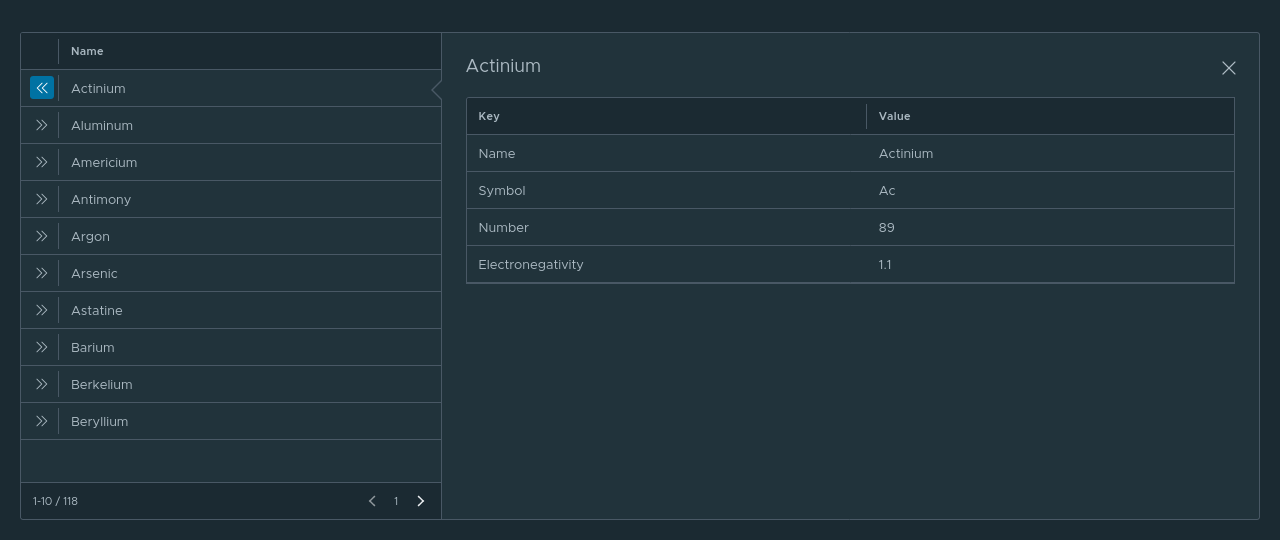 Name
Actinium
Aluminum
Americium
Antimony
Argon
Arsenic
Astatine
Barium
Berkelium
Beryllium
1-10 / 118
1
Actinium
Key Value
Name Actinium
Symbol Ac
Number 89
Electronegativity 1.1